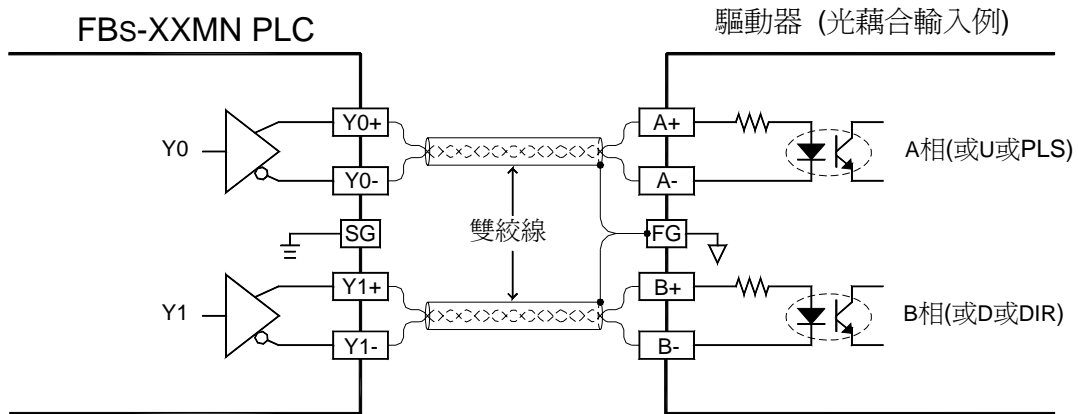 FBs-XXMN PLC
驅動器 (光藕合輸入例)
Y0
Y0+
Y0-
SG
Y1
Y1+
Y1-
雙絞線
A+
A-
FG
B+
B-
A相(或U或PLS)
B相(或D或DIR)